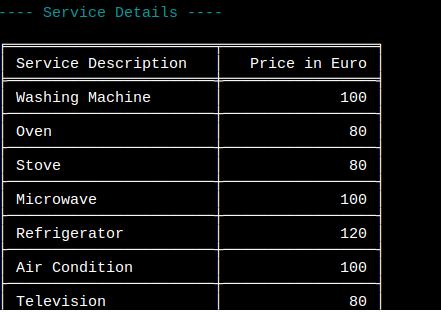 ---- Service Details ----
Service Description Price in Euro
Washing Machine 100
Oven 80
Stove 80
Microwave 100
Refrigerator 120
Air Condition 100
Television 80